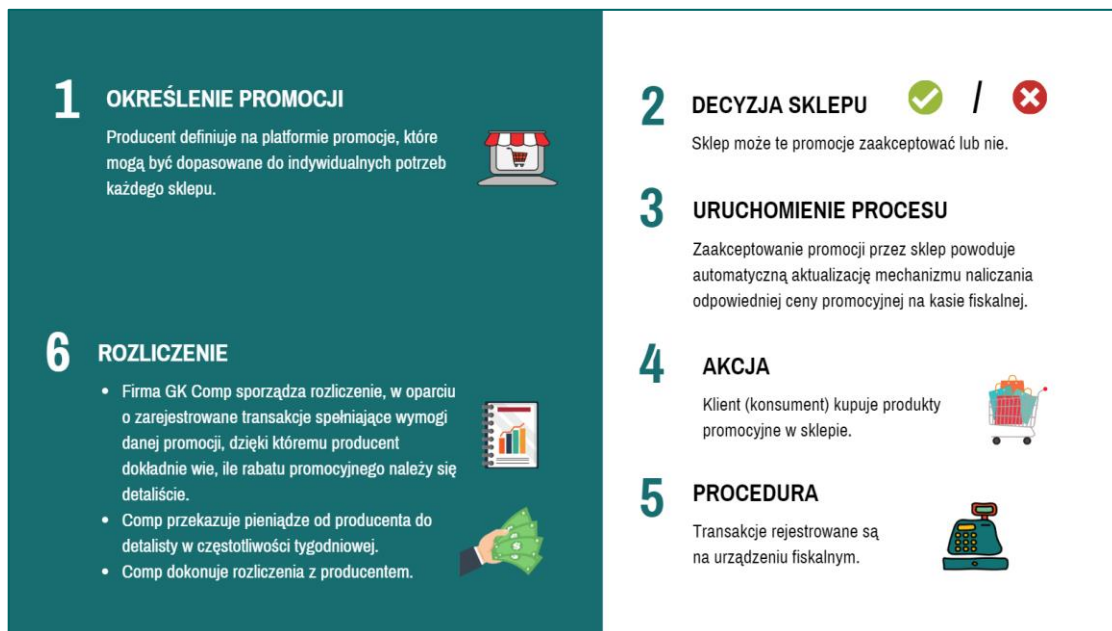 1
OKREŚLENIE PROMOCJI
Producent definiuje na platformie promocje, które
mogą być dopasowane do indywidualnych potrzeb
każdego sklepu.
2
DECYZJA SKLEPU /
Sklep może te promocje zaakceptować lub nie.
3
URUCHOMIENIE PROCESU
Zaakceptowanie promocji przez sklep powoduje
automatyczną aktualizację mechanizmu naliczania
odpowiedniej ceny promocyjnej na kasie fiskalnej.
4
AKCJA
Klient (konsument) kupuje produkty
promocyjne w sklepie.
5
PROCEDURA
Transakcje rejestrowane są
na urządzeniu fiskalnym.
6
ROZLICZENIE
• Firma GK Comp sporządza rozliczenie, w oparciu
o zarejestrowane transakcje spełniające wymogi
danej promocji, dzięki któremu producent
dokładnie wie, ile rabatu promocyjnego należy się
detaliście.
• Comp przekazuje pieniądze od producenta do
detalisty w częstotliwości tygodniowej.
• Comp dokonuje rozliczenia z producentem.